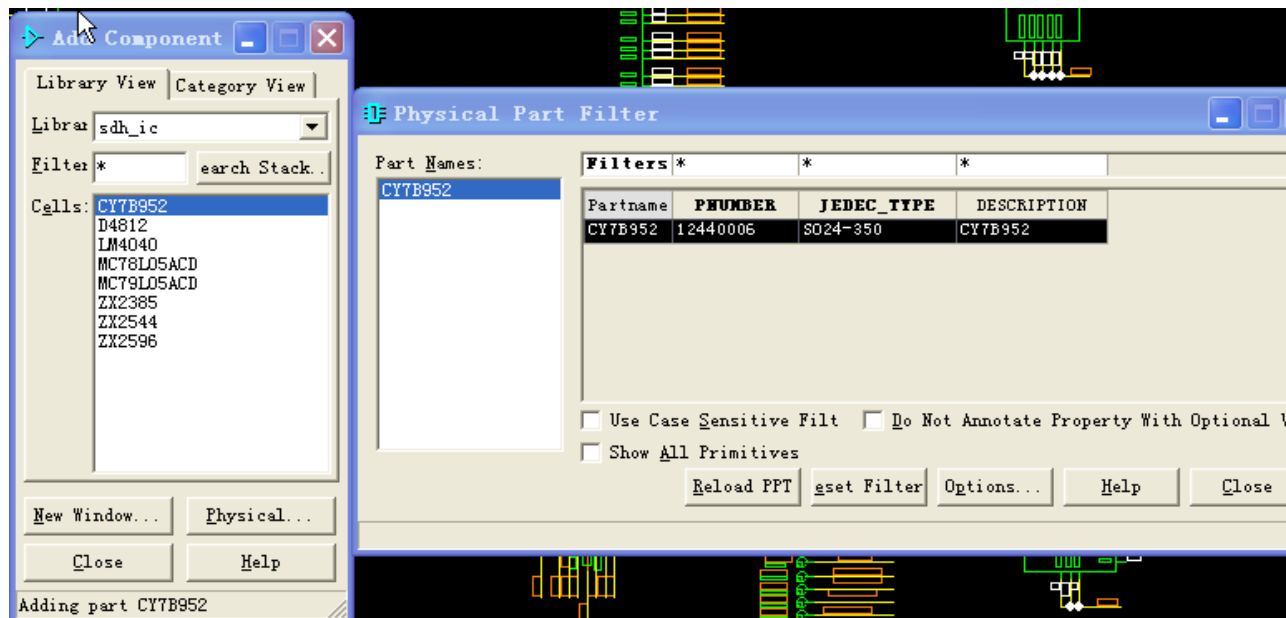 Add Component
Library View
Category View
Librar
sdh_ic
Filter
*
earch Stack..
Cells:
CY7B952
D4812
LM4040
MC78L05ACD
MC79L05ACD
ZX2385
ZX2544
ZX2596
New Window...
Physical...
Close
Help
Adding part CY7B952
Physical Part Filter
Part Names:
CY7B952
Filters * * *
Partname PNUMBER JEDEC_TYPE DESCRIPTION
CY7B952 12440006 SO24-350 CY7B952
Use Case Sensitive Filt
Do Not Annotate Property With Optional V
Show All Primitives
Reload PPT
eset Filter
Options...
Help
Close